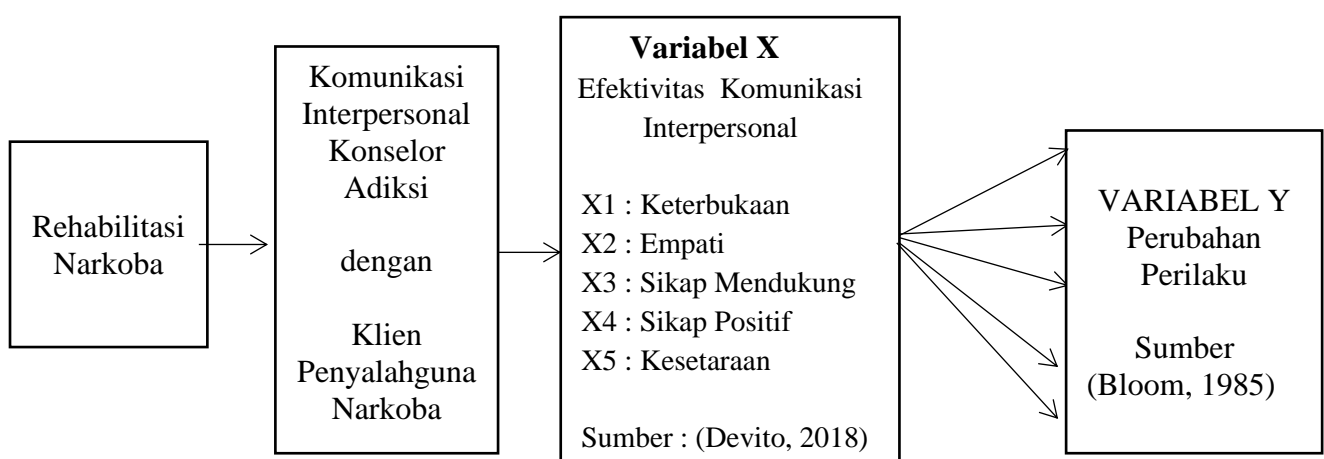 Rehabilitasi
Narkoba
Komunikasi
Interpersonal
Konselor
Adiksi
dengan
Klien
Penyalahguna
Narkoba
Variabel X
Efektivitas Komunikasi
Interpersonal
X1 : Keterbukaan
X2 : Empati
X3 : Sikap Mendukung
X4 : Sikap Positif
X5 : Kesetaraan
Sumber : (Devito, 2018)
VARIABEL Y
Perubahan
Perilaku
Sumber
(Bloom, 1985)